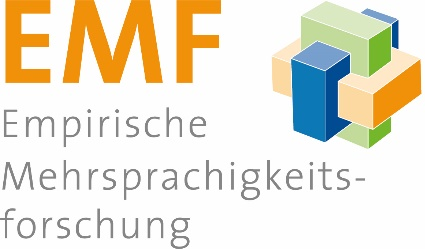 EMF
Empirische
Mehrsprachigkeits-
forschung